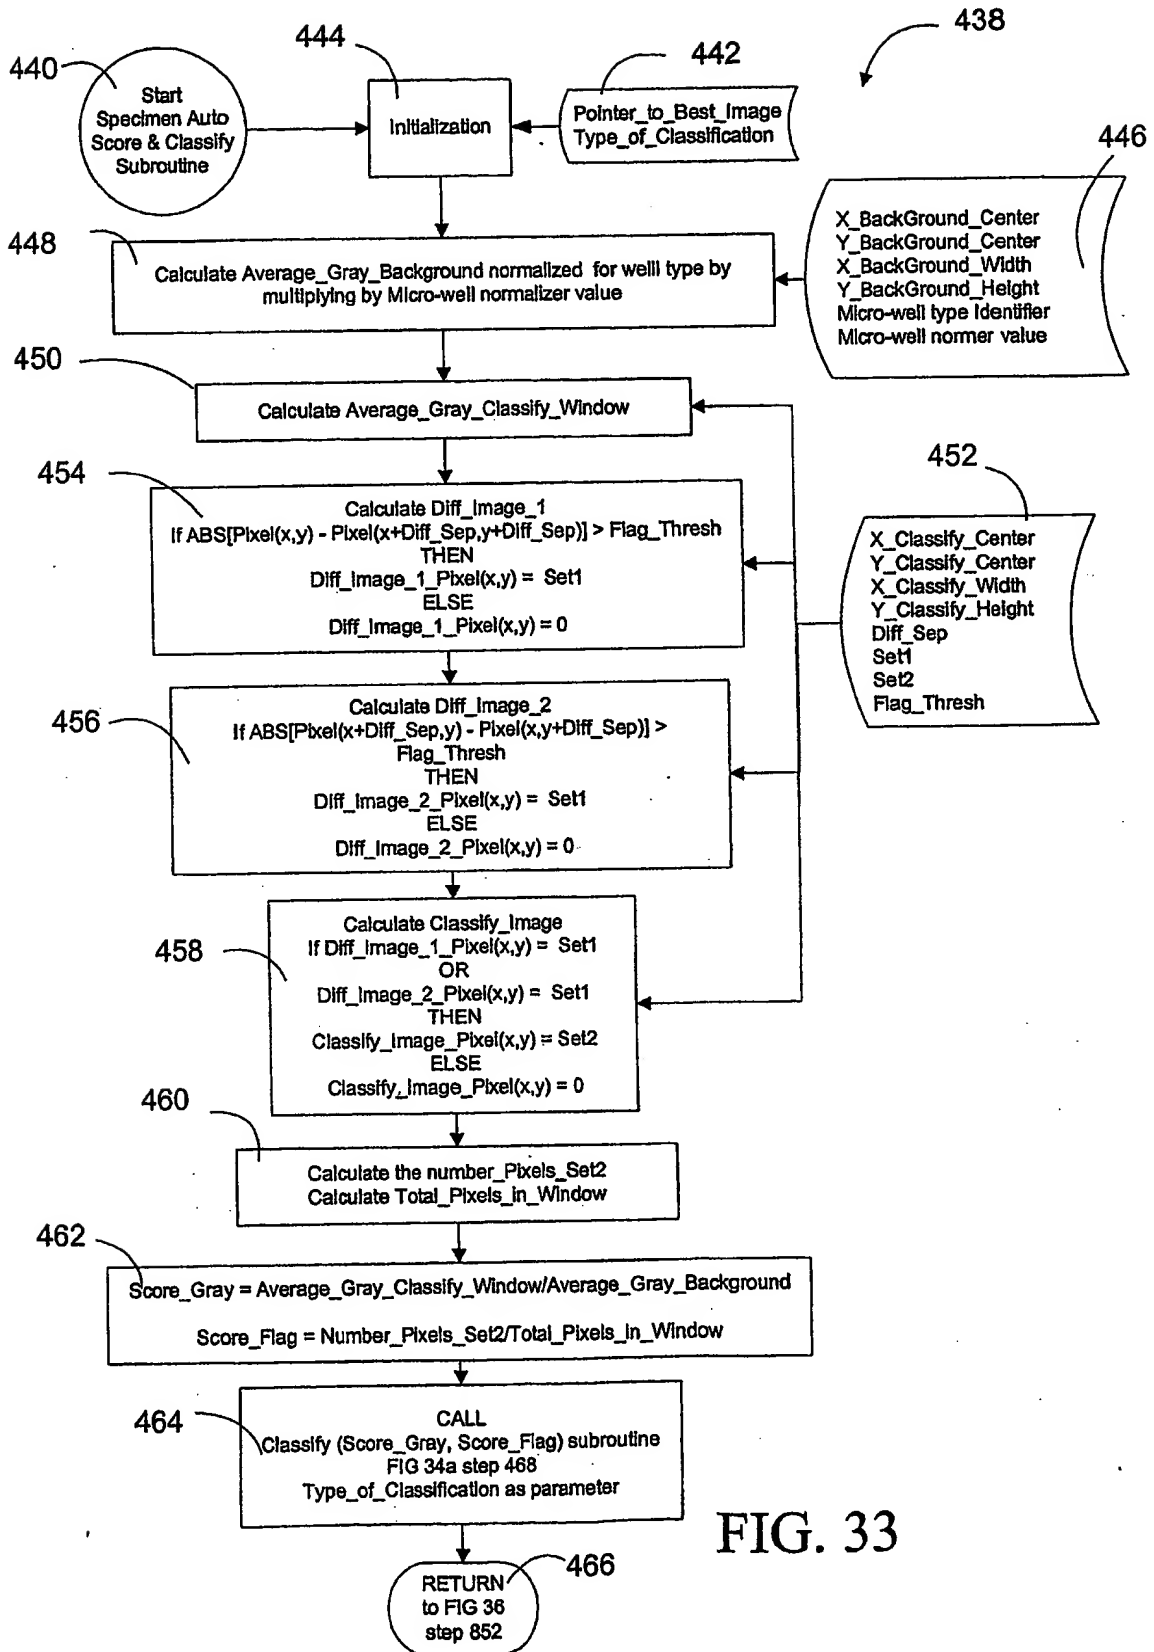 438
444
442
440
Start
Specimen Auto
Score & Classify
Subroutine
Initialization
Pointer_to_Best_Image
Type_of_Classification
446
X_BackGround_Center
Y_BackGround_Center
X_BackGround_Width
Y_BackGround_Height
Micro-well type Identifier
Micro-well normer value
448
Calculate Average_Gray_Background normalized for welll type by
multiplying by Micro-well normalizer value
450
Calculate Average_Gray_Classify_Window
452
X_Classify_Center
Y_Classify_Center
X_Classify_Width
Y_Classify_Height
Diff_Sep
Set1
Set2
Flag_Thresh
454
Calculate Diff_Image_1
If ABS[Pixel(x,y) - Pixel(x+Diff_Sep,y+Diff_Sep)] > Flag_Thresh
THEN
Diff_Image_1_Pixel(x,y) = Set1
ELSE
Diff_Image_1_Pixel(x,y) = 0
456
Calculate Diff_Image_2
If ABS[Pixel(x+Diff_Sep,y) - Pixel(x,y+Diff_Sep)] >
Flag_Thresh
THEN
Diff_Image_2_Pixel(x,y) = Set1
ELSE
Diff_Image_2_Pixel(x,y) = 0
458
Calculate Classify_Image
If Diff_Image_1_Pixel(x,y) = Set1
OR
Diff_Image_2_Pixel(x,y) = Set1
THEN
Classify_Image_Pixel(x,y) = Set2
ELSE
Classify_Image_Pixel(x,y) = 0
460
Calculate the number_Pixels_Set2
Calculate Total_Pixels_in_Window
462
Score_Gray = Average_Gray_Classify_Window/Average_Gray_Background
Score_Flag = Number_Pixels_Set2/Total_Pixels_In_Window
464
CALL
Classify (Score_Gray, Score_Flag) subroutine
FIG 34a step 468
Type_of_Classification as parameter
FIG. 33
466
RETURN
to FIG 36
step 852